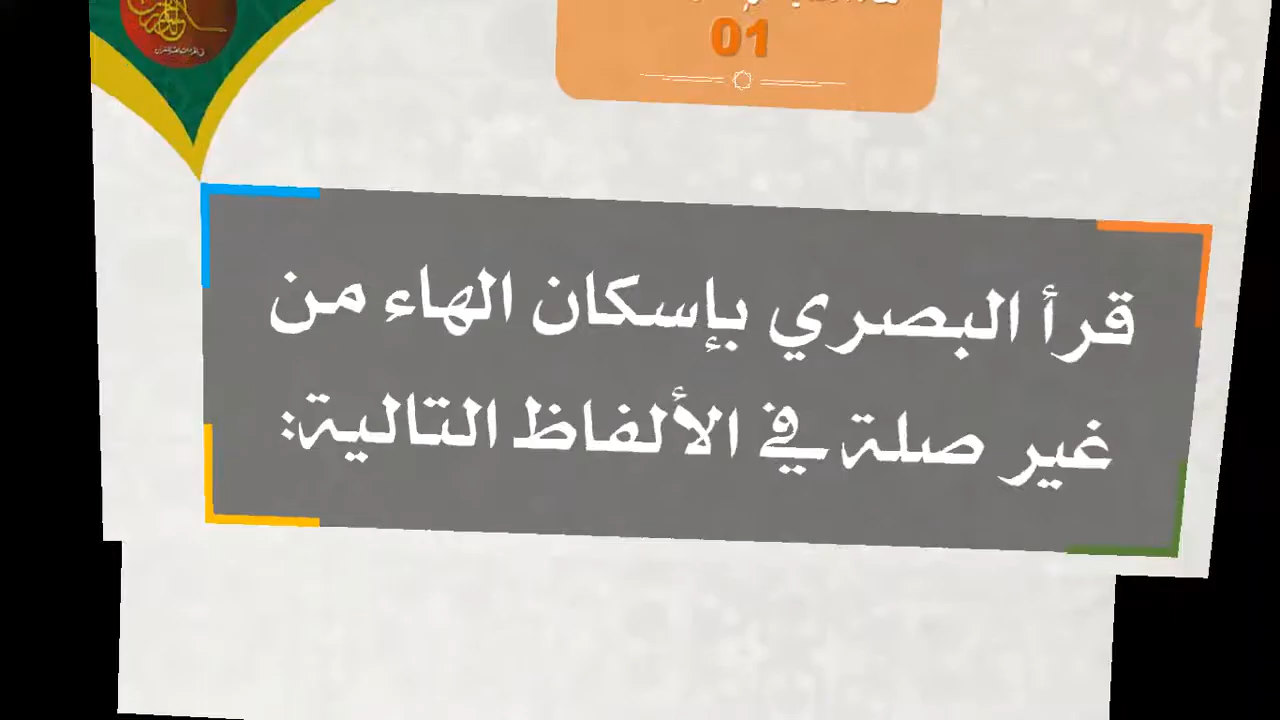 01
قرأ البصري بإسكان الهاء من
غير صلة في الألفاظ التالية: